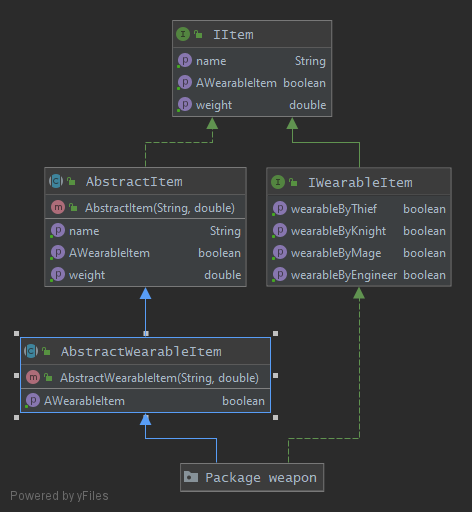 IItem
name String
AWearableItem boolean
weight double
AbstractItem
AbstractItem(String, double)
name String
AWearableItem boolean
weight double
IWearableItem
wearableByThief boolean
wearableByKnight boolean
wearableByMage boolean
wearableByEngineer boolean
AbstractWearableItem
AbstractWearableItem(String, double)
AWearableItem boolean
Package weapon
Powered by yFiles